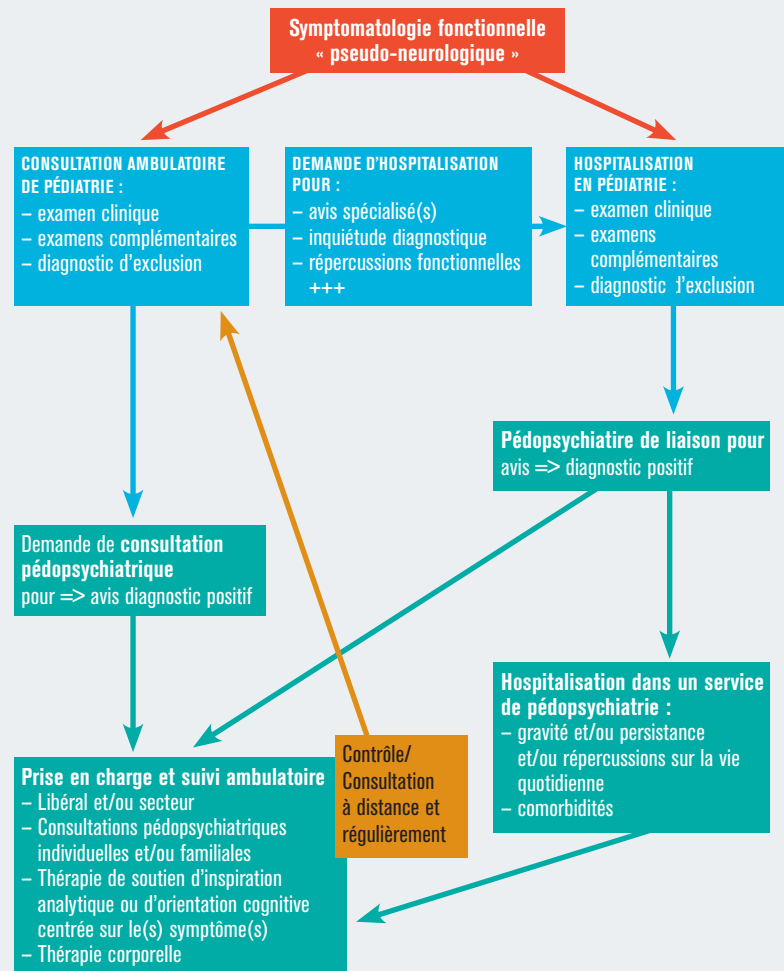 Symptomatologie fonctionnelle
« pseudo-neurologique »
CONSULTATION AMBULATOIRE
DE PÉDIATRIE :
– examen clinique
– examens complémentaires
– diagnostic d'exclusion
DEMANDE D'HOSPITALISATION
POUR :
– avis spécialisé(s)
– inquiétude diagnostique
– répercussions fonctionnelles
+++
HOSPITALISATION
EN PÉDIATRIE :
– examen clinique
– examens
complémentaires
– diagnostic d'exclusion
Pédopsychiatire de liaison pour
avis => diagnostic positif
Demande de consultation
pédopsychiatrique
pour => avis diagnostic positif
Hospitalisation dans un service
de pédopsychiatrie :
– gravité et/ou persistance
et/ou répercussions sur la vie
quotidienne
– comorbidités
Contrôle/
Consultation
à distance et
régulièrement
Prise en charge et suivi ambulatoire
– Libéral et/ou secteur
– Consultations pédopsychiatriques
individuelles et/ou familiales
– Thérapie de soutien d'inspiration
analytique ou d'orientation cognitive
centrée sur le(s) symptôme(s)
– Thérapie corporelle